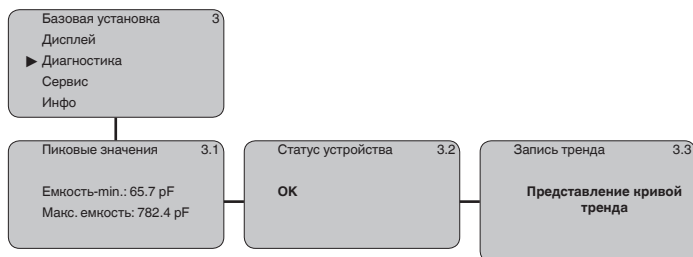 Базовая установка 3
Дисплей
▶ Диагностика
Сервис
Инфо
Пиковые значения 3.1
Емкость-min.: 65.7 pF
Макс. емкость: 782.4 pF
Статус устройства 3.2
OK
Запись тренда 3.3
Представление кривой
тренда